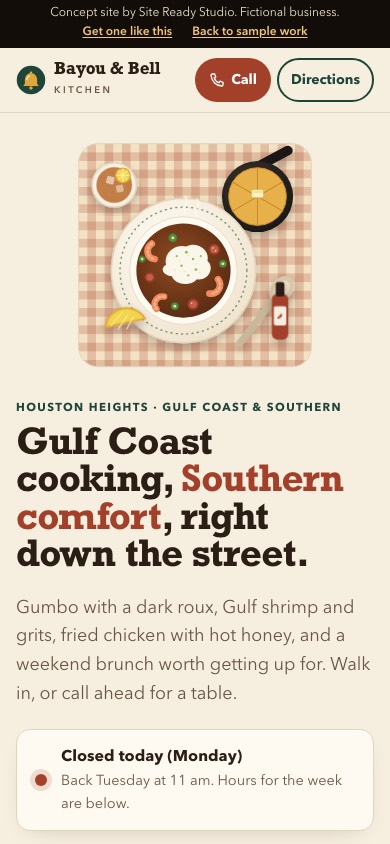 Concept site by Site Ready Studio. Fictional business.
Get one like this Back to sample work
Bayou & Bell
KITCHEN
Call
Directions
HOUSTON HEIGHTS · GULF COAST & SOUTHERN
Gulf Coast
cooking, Southern
comfort, right
down the street.
Gumbo with a dark roux, Gulf shrimp and
grits, fried chicken with hot honey, and a
weekend brunch worth getting up for. Walk
in, or call ahead for a table.
Closed today (Monday)
Back Tuesday at 11 am. Hours for the week
are below.